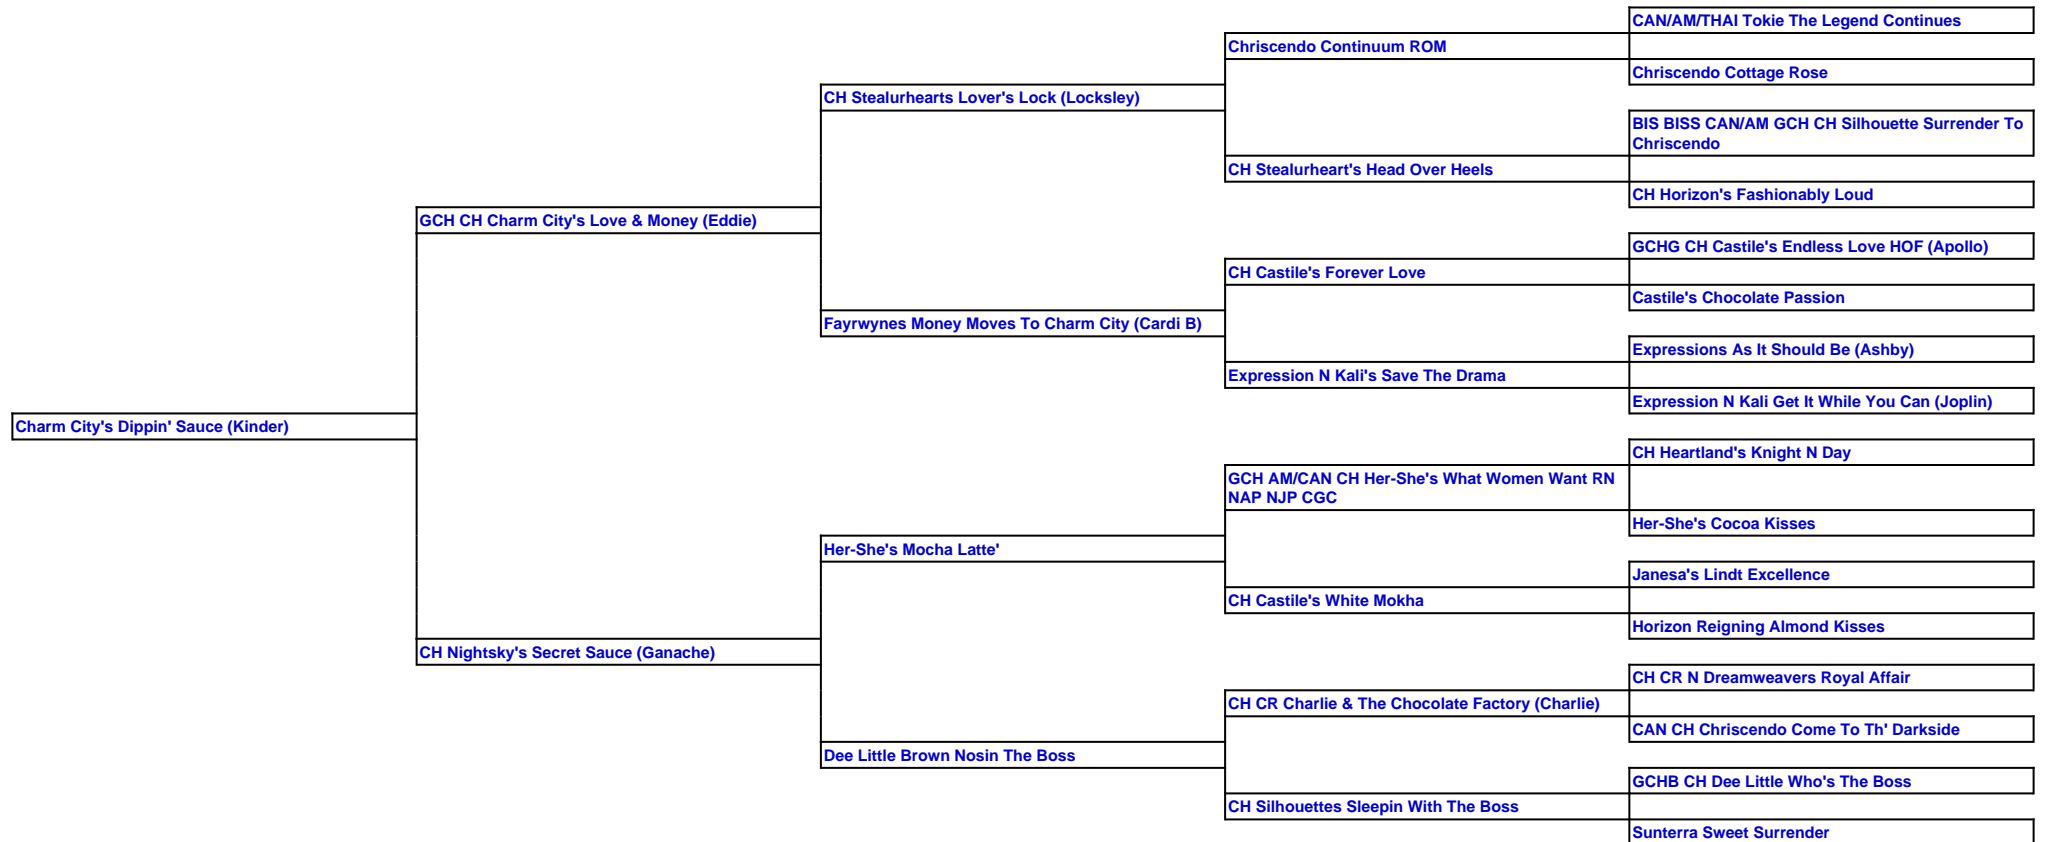 CAN/AM/THAI Tokie The Legend Continues
Chriscendo Continuum ROM
Chriscendo Cottage Rose
CH Stealurhearts Lover's Lock (Locksley)
BIS BISS CAN/AM GCH CH Silhouette Surrender To
Chriscendo
CH Stealurheart's Head Over Heels
CH Horizon's Fashionably Loud
GCH CH Charm City's Love & Money (Eddie)
GCHG CH Castile's Endless Love HOF (Apollo)
CH Castile's Forever Love
Castile's Chocolate Passion
Fayrwynes Money Moves To Charm City (Cardi B)
Expressions As It Should Be (Ashby)
Expression N Kali's Save The Drama
Expression N Kali Get It While You Can (Joplin)
Charm City's Dippin' Sauce (Kinder)
CH Heartland's Knight N Day
GCH AM/CAN CH Her-She's What Women Want RN
NAP NJP CGC
Her-She's Cocoa Kisses
Her-She's Mocha Latte'
Janesa's Lindt Excellence
CH Castile's White Mokha
Horizon Reigning Almond Kisses
CH Nightsky's Secret Sauce (Ganache)
CH CR N Dreamweavers Royal Affair
CH CR Charlie & The Chocolate Factory (Charlie)
CAN CH Chriscendo Come To Th' Darkside
Dee Little Brown Nosin The Boss
GCHB CH Dee Little Who's The Boss
CH Silhouettes Sleepin With The Boss
Sunterra Sweet Surrender